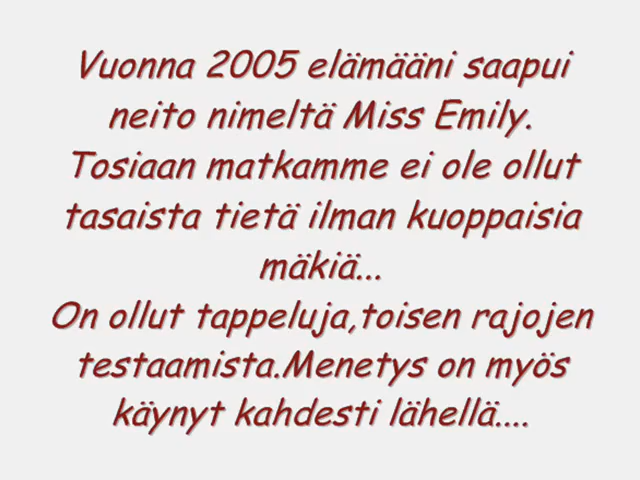 Vuonna 2005 elämääni saapui
neito nimeltä Miss Emily.
Tosiaan matkamme ei ole ollut
tasaista tietä ilman kuoppaisia
mäkiä...
On ollut tappeluja,toisen rajojen
testaamista.Menetys on myös
käynyt kahdesti lähellä....